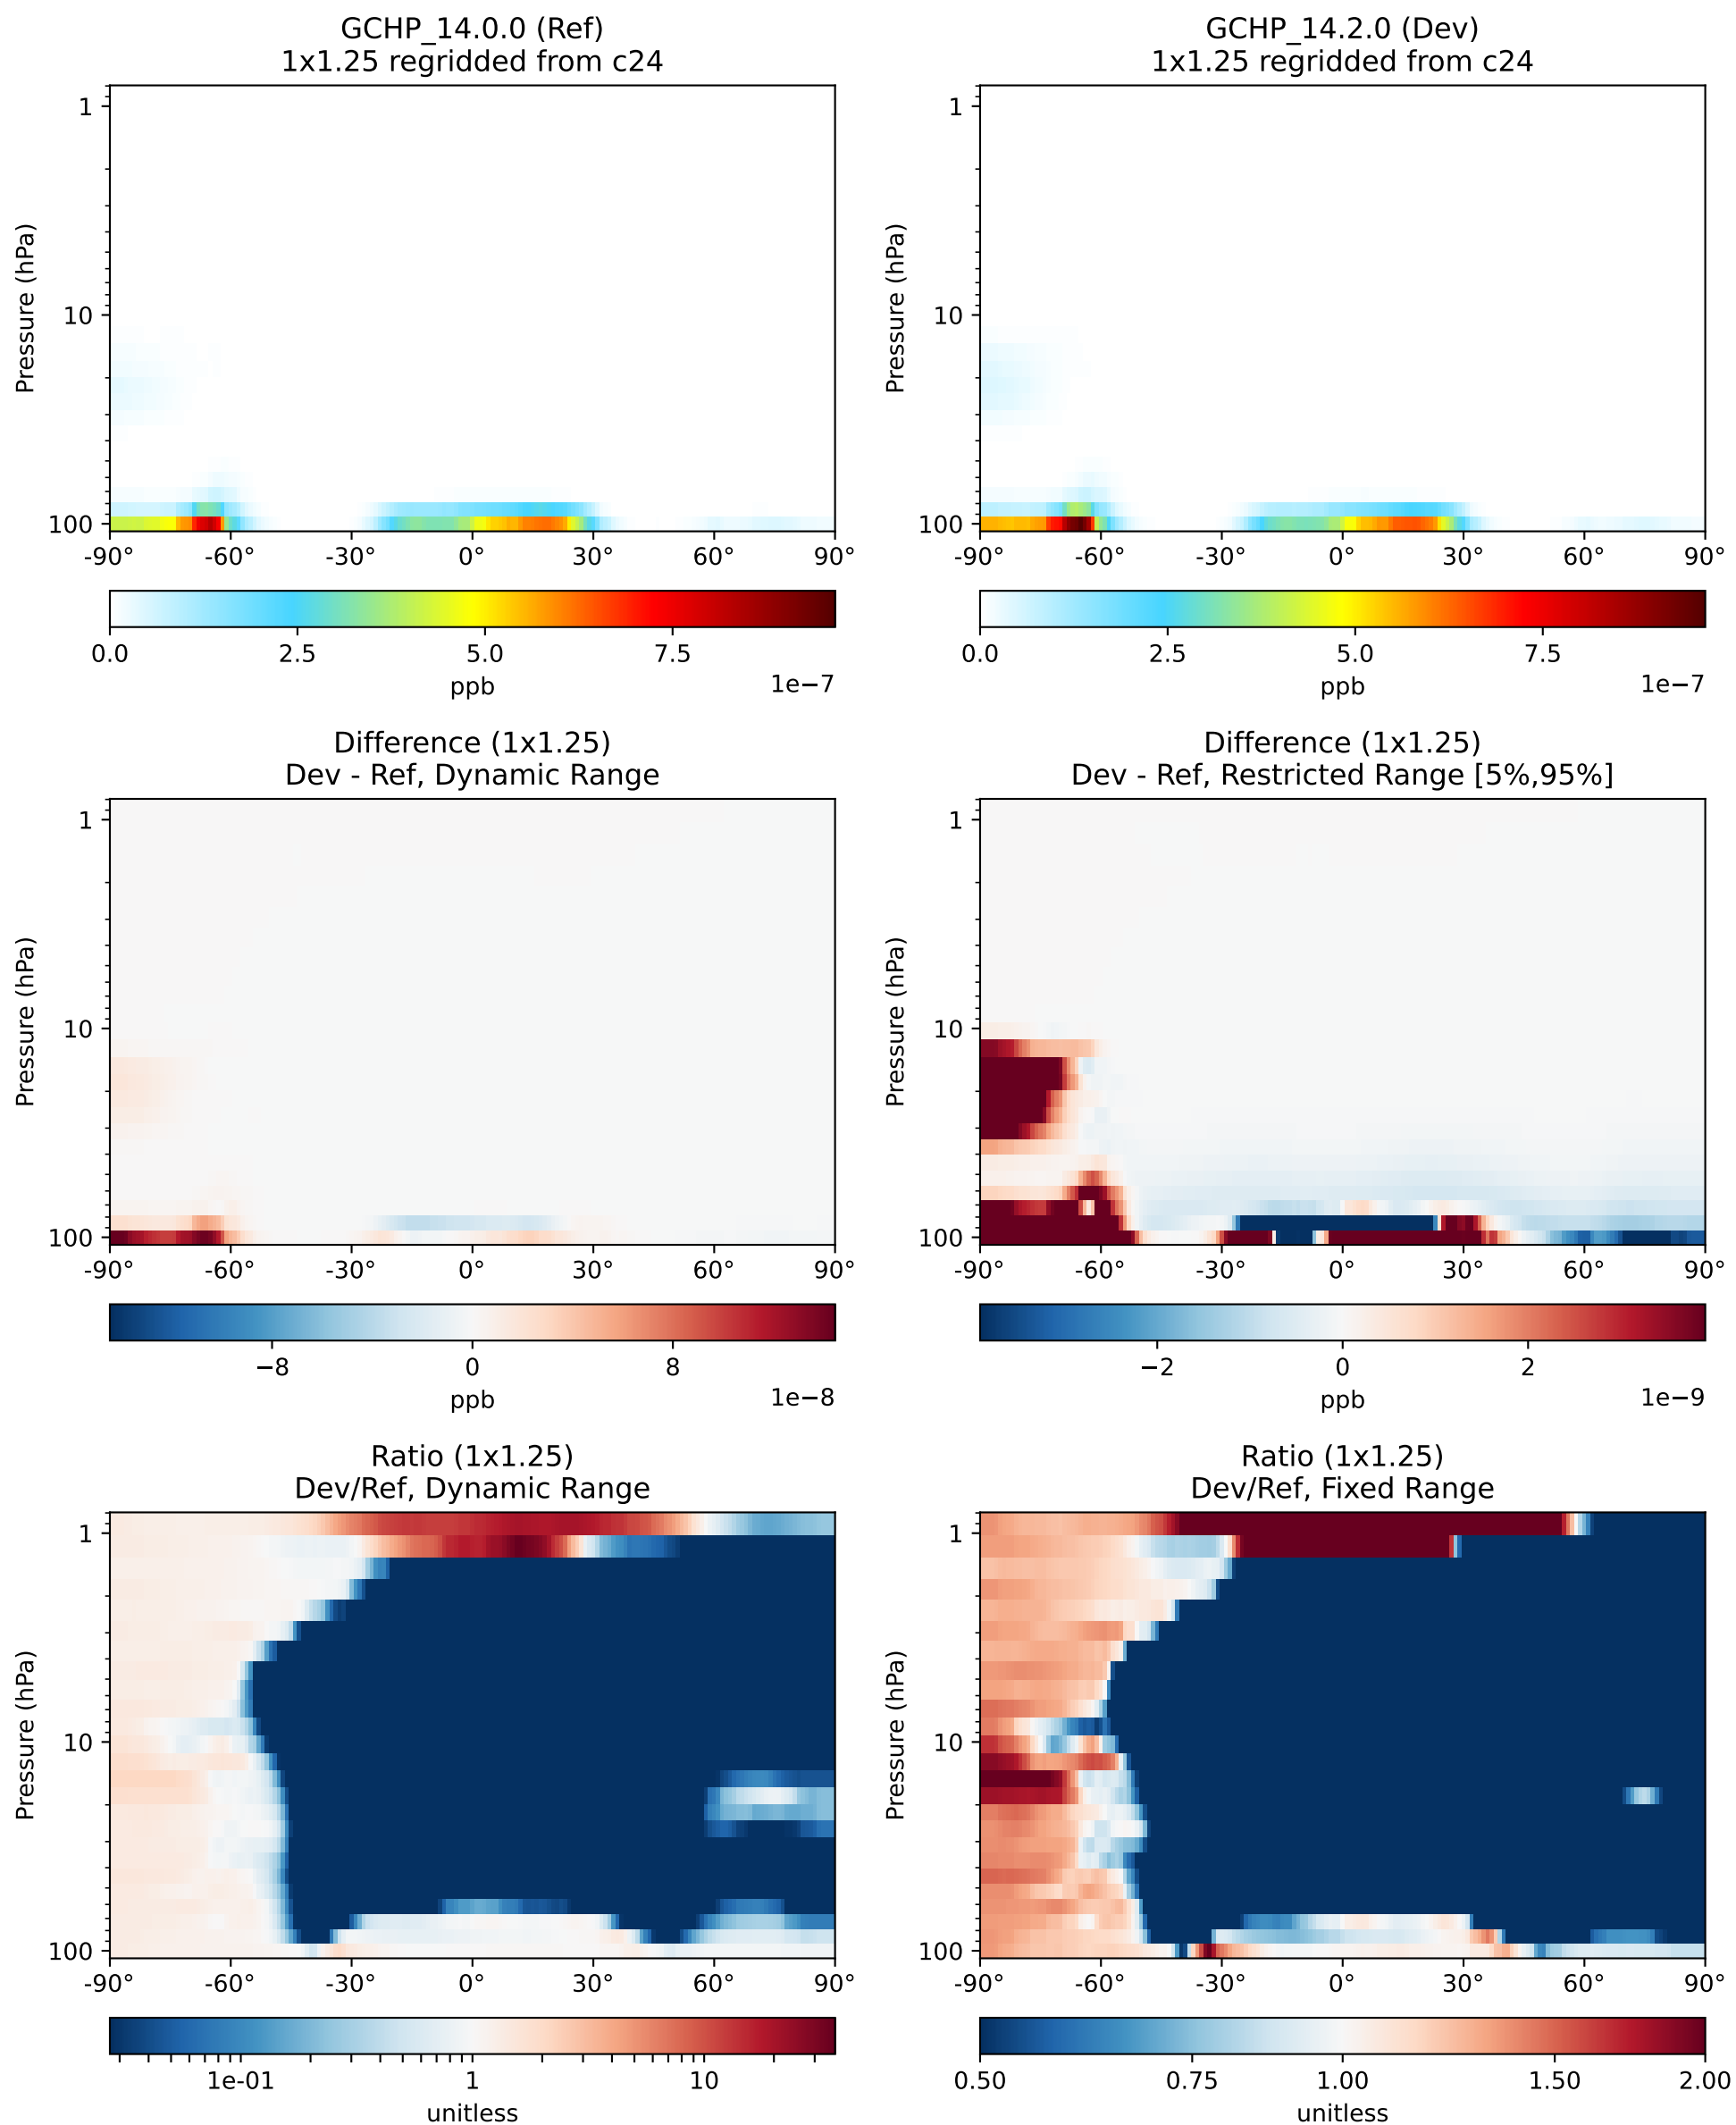 GCHP_14.0.0 (Ref)
1x1.25 regridded from c24
Pressure (hPa)
1
10
100
-90° -60° -30° 0° 30° 60° 90°
0.0 2.5 5.0 7.5
ppb 1e−7
GCHP_14.2.0 (Dev)
1x1.25 regridded from c24
Pressure (hPa)
1
10
100
-90° -60° -30° 0° 30° 60° 90°
0.0 2.5 5.0 7.5
ppb 1e−7
Difference (1x1.25)
Dev - Ref, Dynamic Range
Pressure (hPa)
1
10
100
-90° -60° -30° 0° 30° 60° 90°
−8 0 8
ppb 1e−8
Difference (1x1.25)
Dev - Ref, Restricted Range [5%,95%]
Pressure (hPa)
1
10
100
-90° -60° -30° 0° 30° 60° 90°
−2 0 2
ppb 1e−9
Ratio (1x1.25)
Dev/Ref, Dynamic Range
Pressure (hPa)
1
10
100
-90° -60° -30° 0° 30° 60° 90°
1e-01 1 10
unitless
Ratio (1x1.25)
Dev/Ref, Fixed Range
Pressure (hPa)
1
10
100
-90° -60° -30° 0° 30° 60° 90°
0.50 0.75 1.00 1.50 2.00
unitless